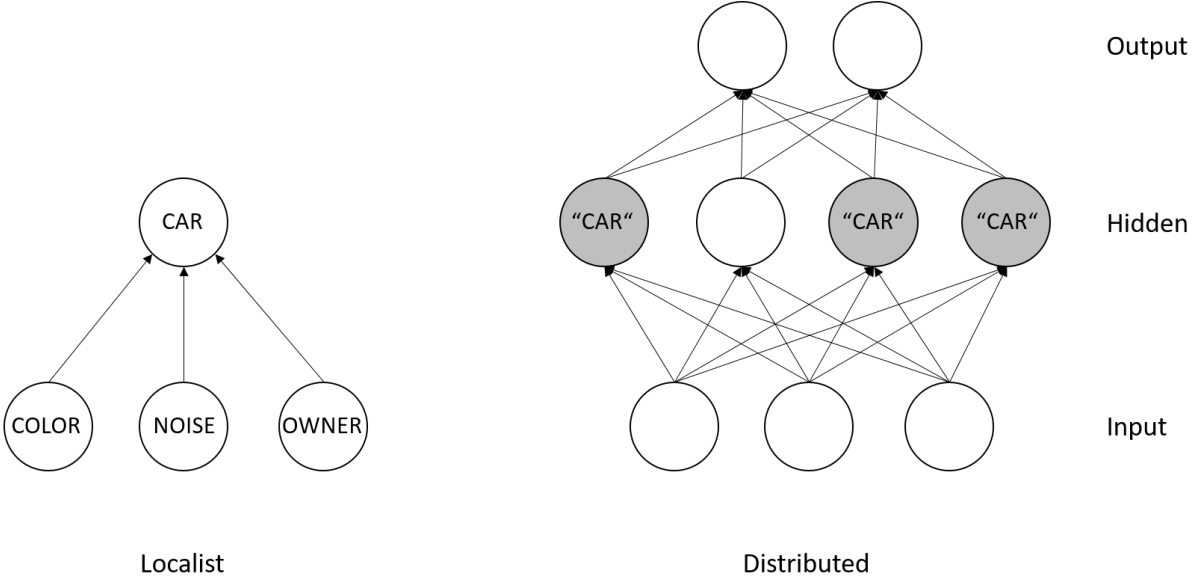 Output
CAR
“CAR“
“CAR“
“CAR“
Hidden
COLOR
NOISE
OWNER
Input
Localist
Distributed